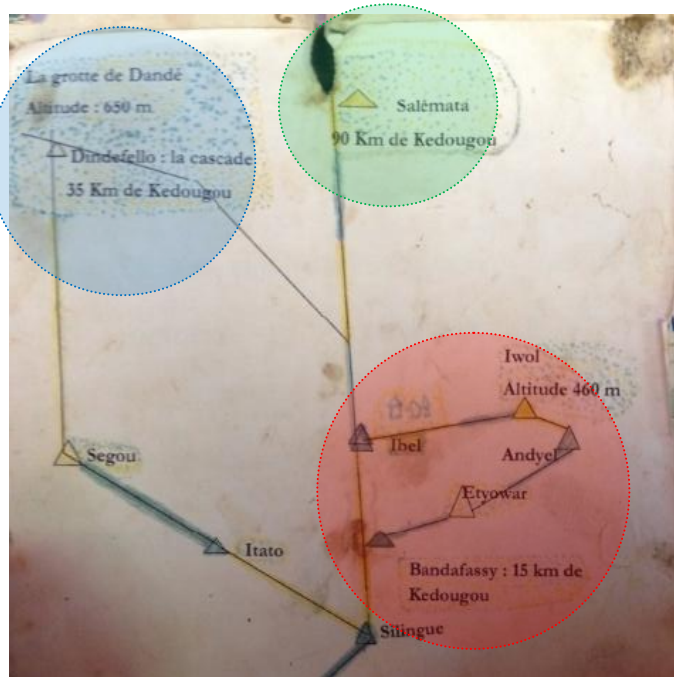 La grotte de Dandé
Altitude : 650 m
Dindefello : la cascade
35 Km de Kedougou
Salémata
90 Km de Kedougou
Iwol
Altitude 460 m
Ibel
Andyel
Segou
Etyowar
Itato
Bandafassy : 15 km de
Kedougou
Silingue